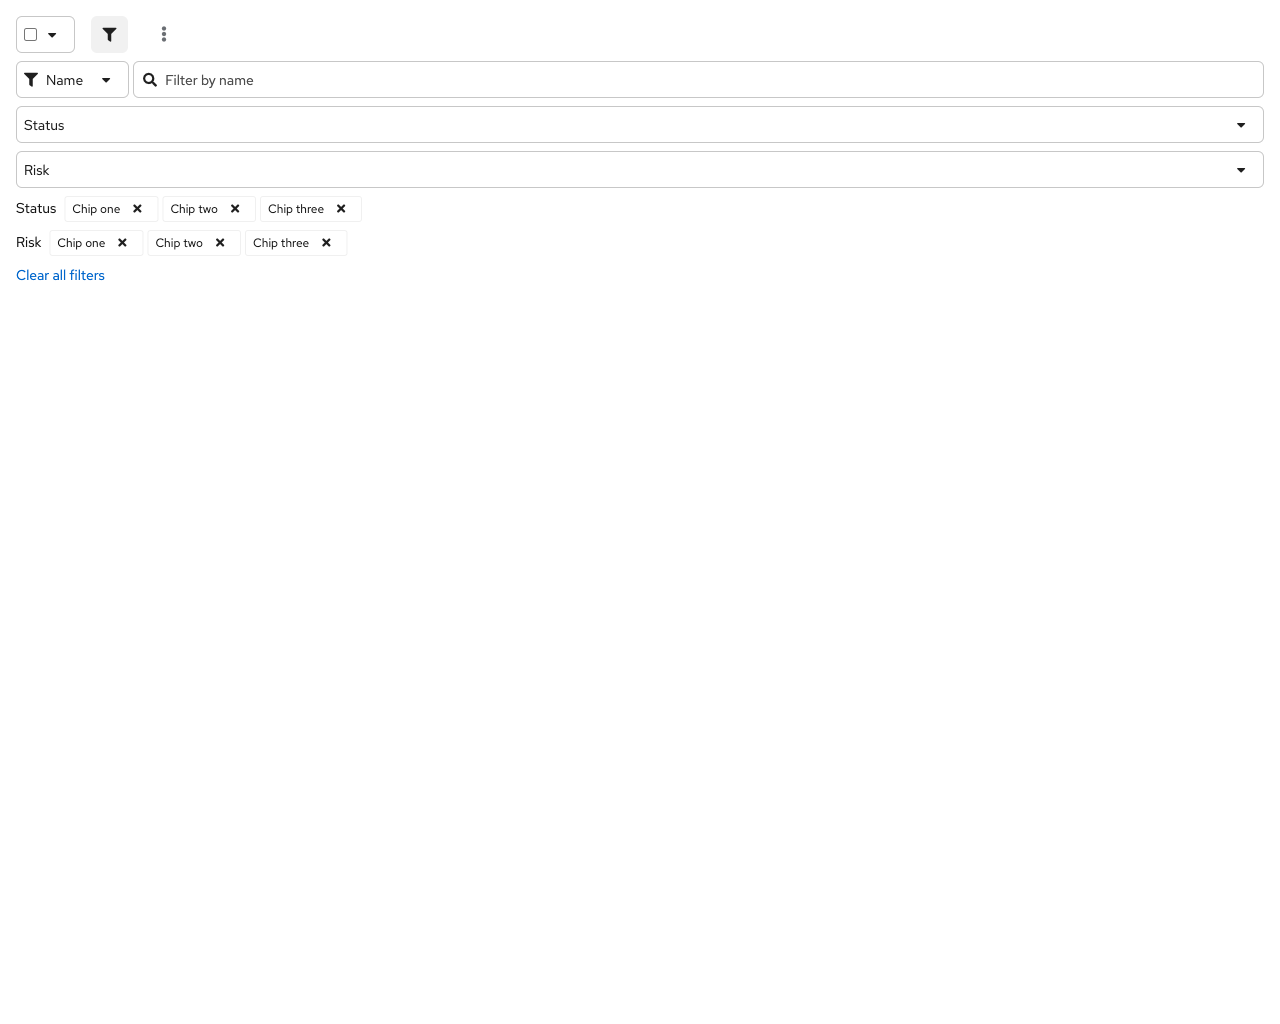 Name Filter by name
Status
Risk
Status Chip one Chip two Chip three
Risk Chip one Chip two Chip three
Clear all filters